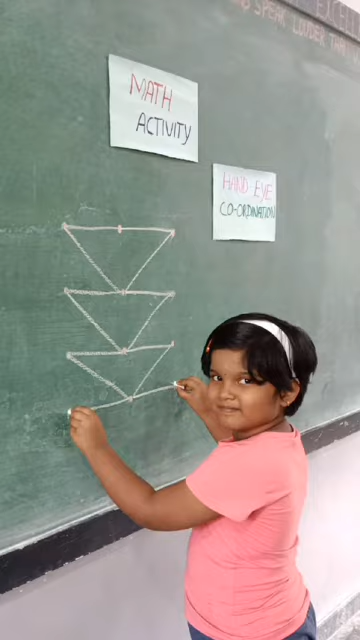 SPEAK LOUDER THAN
MATH
ACTIVITY
HAND EYE
CO-ORDINATION